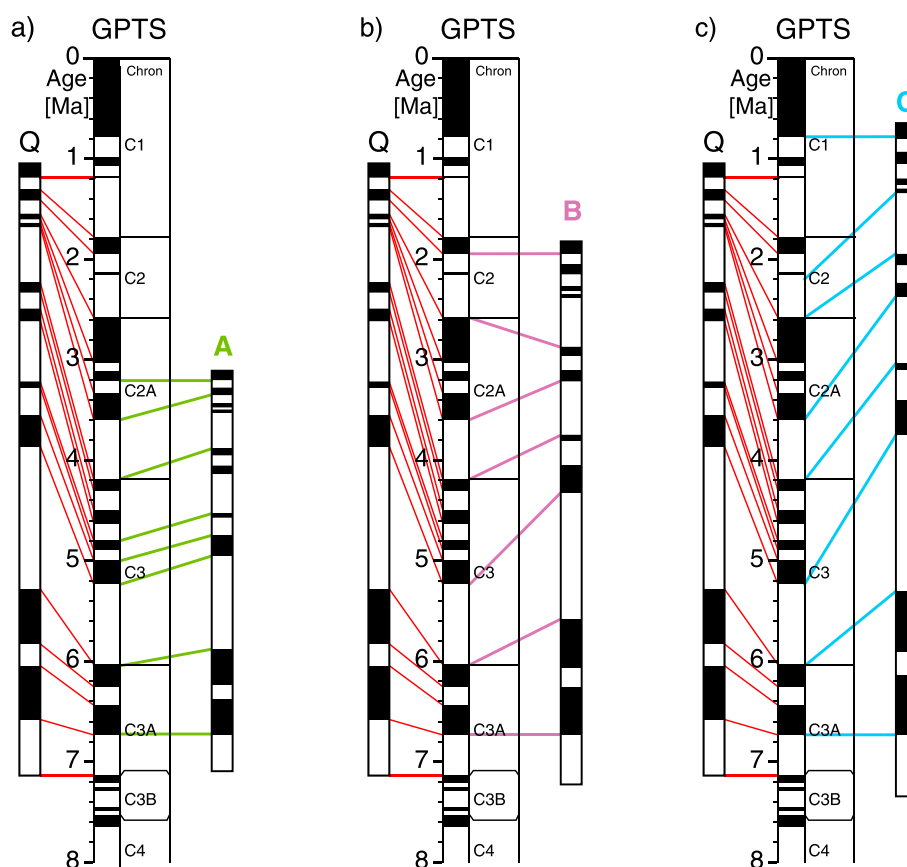 a) GPTS
0
Age
[Ma]
Chron
Q
C1
1
2
C2
3
A
C2A
4
5
C3
6
C3A
7
C3B
C4
8
b) GPTS
0
Age
[Ma]
Chron
Q
C1
1
B
2
C2
3
C2A
4
5
C3
6
C3A
7
C3B
C4
8
c) GPTS
0
Age
[Ma]
Chron
Q
C1
1
2
C2
3
C2A
4
5
C3
6
C3A
7
C3B
C4
8